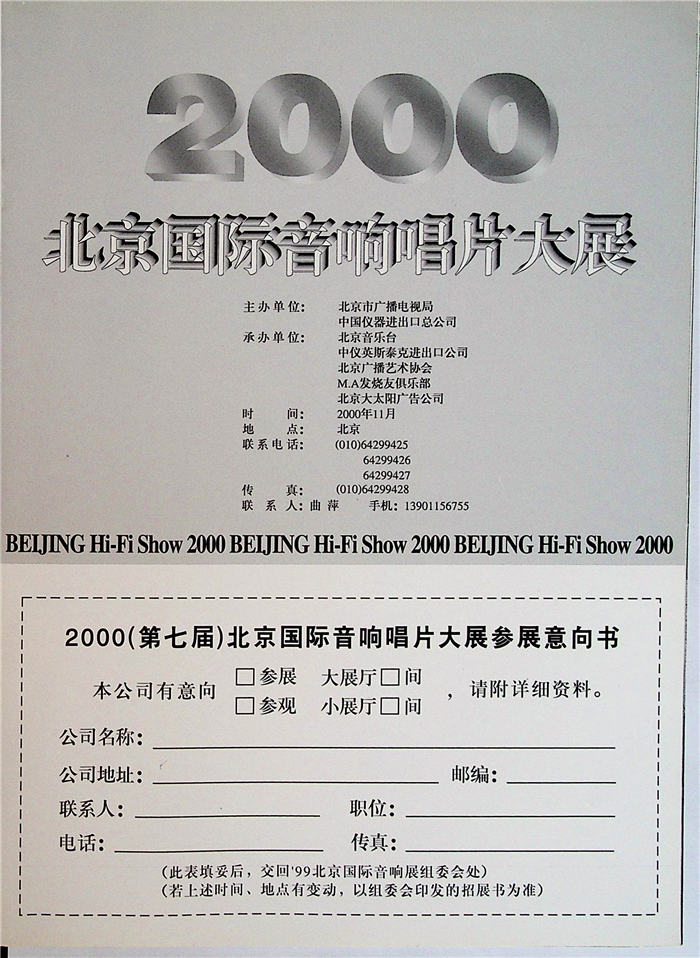 2000
北京国际音响唱片大展
主办单位： 北京市广播电视局
中国仪器进出口总公司
承办单位： 北京音乐台
中仪英斯泰克进出口公司
北京广播艺术协会
M.A发烧友俱乐部
北京大太阳广告公司
时 间： 2000年11月
地 点： 北京
联系电话： (010)64299425
64299426
64299427
传 真： (010)64299428
联 系 人：曲 萍 手机：13901156755
BEIJING Hi-Fi Show 2000 BEIJING Hi-Fi Show 2000 BEIJING Hi-Fi Show 2000
2000(第七届)北京国际音响唱片大展参展意向书
本公司有意向 □参展 大展厅□间 ，请附详细资料。
□参观 小展厅□间
公司名称：
公司地址： 邮编：
联系人： 职位：
电话： 传真：
（此表填妥后，交回'99北京国际音响展组委会处）
（若上述时间、地点有变动，以组委会印发的招展书为准）